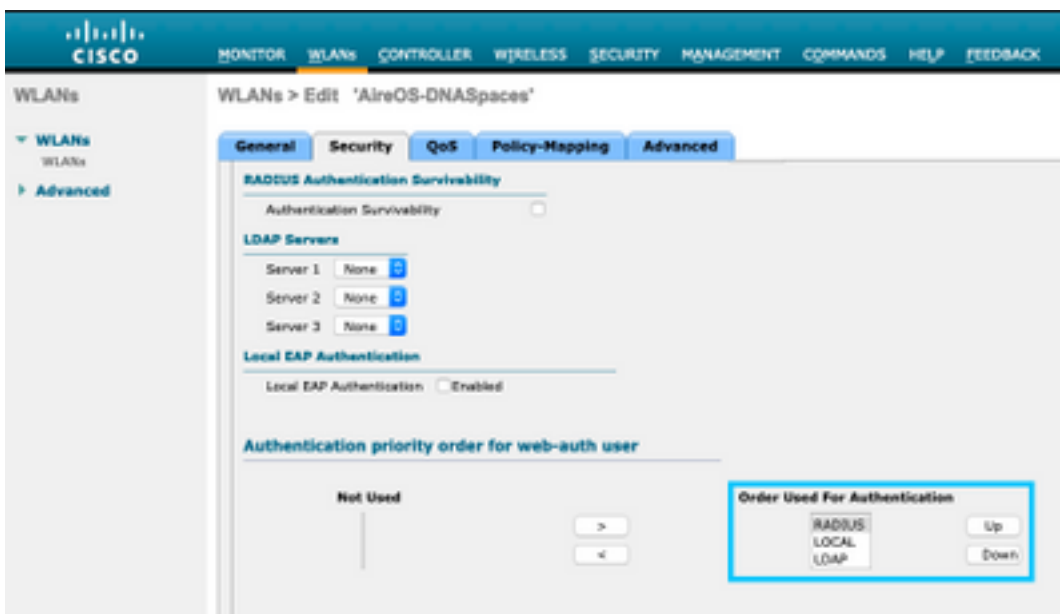 CISCO
MONITOR WLANs CONTROLLER WIRELESS SECURITY MANAGEMENT COMMANDS HELP FEEDBACK
WLANs
WLANs > Edit 'AireOS-DNASpaces'
WLANs
WLANs
Advanced
General Security QoS Policy-Mapping Advanced
RADIUS Authentication Survivability
Authentication Survivability
LDAP Servers
Server 1 None
Server 2 None
Server 3 None
Local EAP Authentication
Local EAP Authentication Enabled
Authentication priority order for web-auth user
Not Used
Order Used For Authentication
> RADIUS Up
LOCAL
< LDAP Down